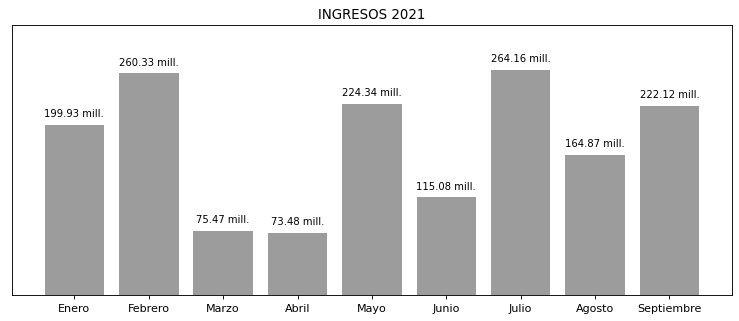 INGRESOS 2021
199.93 mill.
260.33 mill.
75.47 mill.
73.48 mill.
224.34 mill.
115.08 mill.
264.16 mill.
164.87 mill.
222.12 mill.
Enero Febrero Marzo Abril Mayo Junio Julio Agosto Septiembre